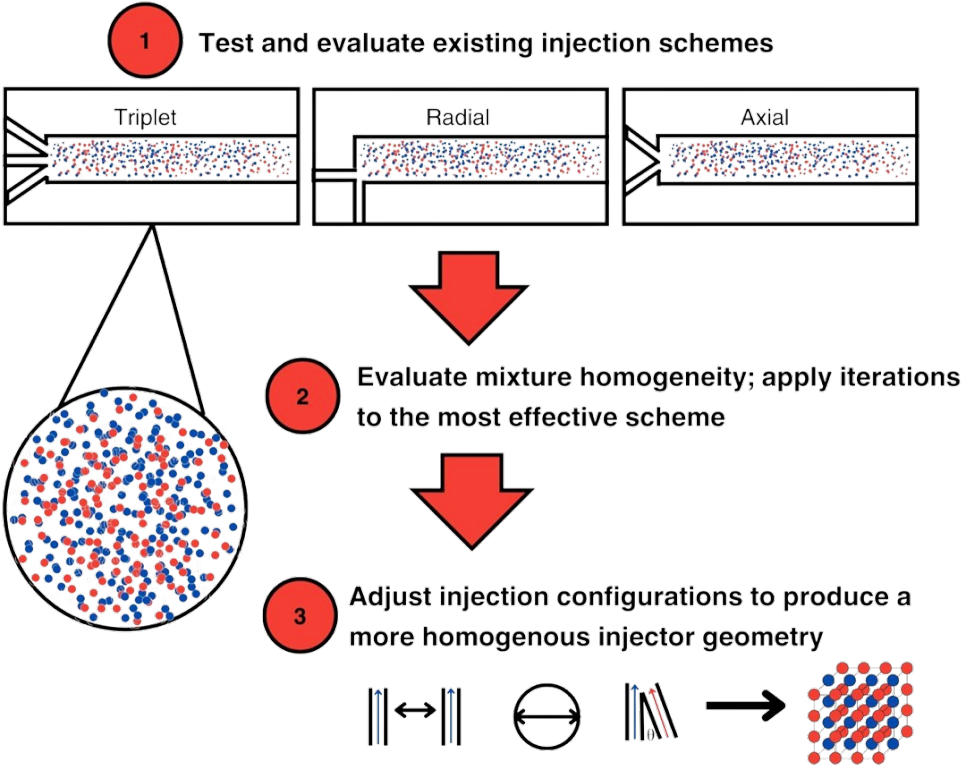 1
Test and evaluate existing injection schemes
Triplet
Radial
Axial
2
Evaluate mixture homogeneity; apply iterations
to the most effective scheme
3
Adjust injection configurations to produce a
more homogenous injector geometry
θ